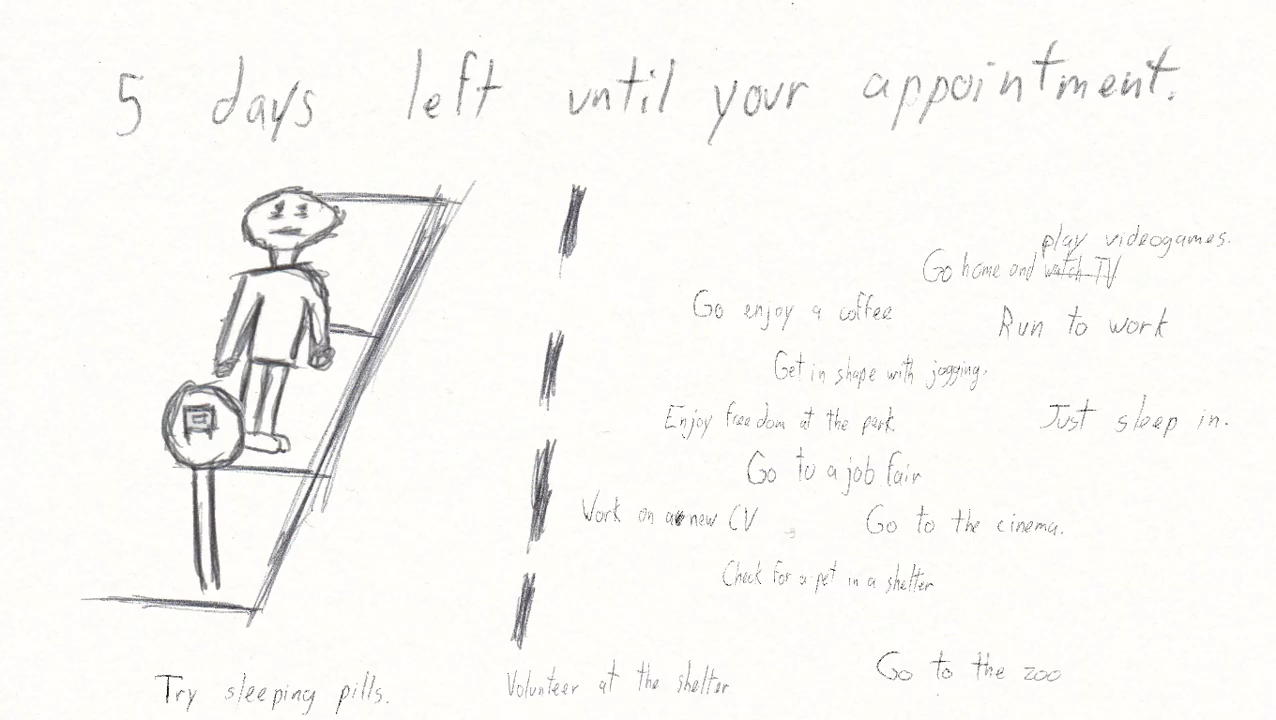 5 days left until your appointment.
play videogames.
Go home and watch TV
Go enjoy a coffee
Run to work
Get in shape with jogging.
Enjoy freedom at the park
Just sleep in.
Go to a job fair
Work on a new CV
Go to the cinema.
Check for a pet in a shelter
Go to the zoo
Try sleeping pills.
Volunteer at the shelter